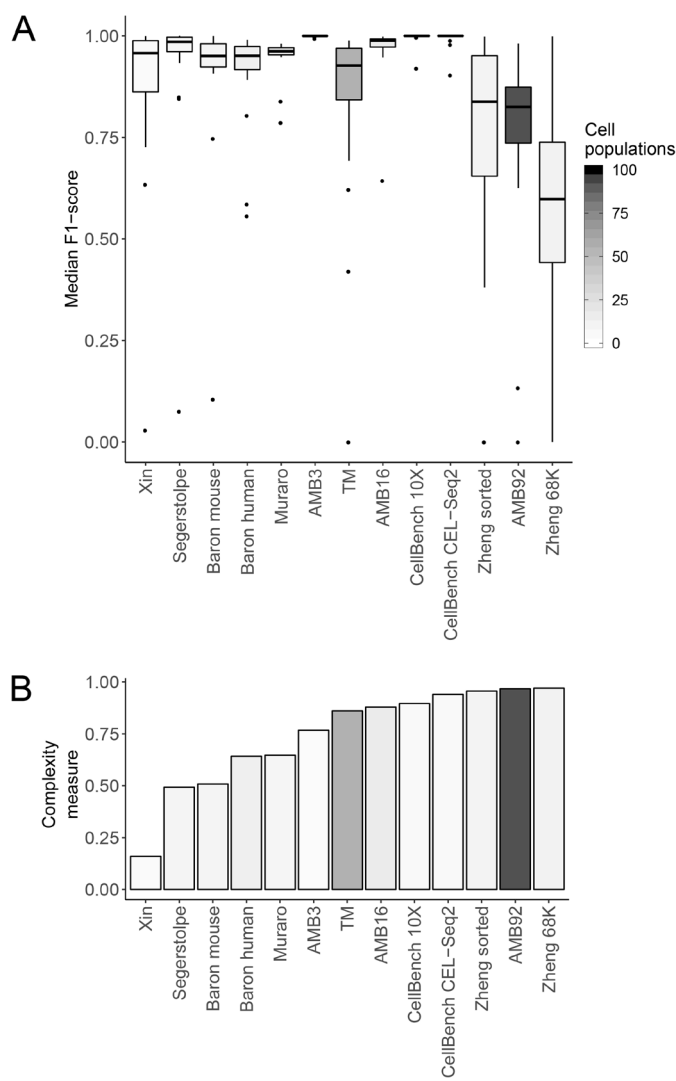 A
1.00
0.75
0.50
0.25
0.00
Median F1−score
Xin
Segerstolpe
Baron mouse
Baron human
Muraro
AMB3
TM
AMB16
CellBench 10X
CellBench CEL−Seq2
Zheng sorted
AMB92
Zheng 68K
Cell
populations
100
75
50
25
0
B
1.00
0.75
0.50
0.25
0.00
Complexity
measure
Xin
Segerstolpe
Baron mouse
Baron human
Muraro
AMB3
TM
AMB16
CellBench 10X
CellBench CEL−Seq2
Zheng sorted
AMB92
Zheng 68K